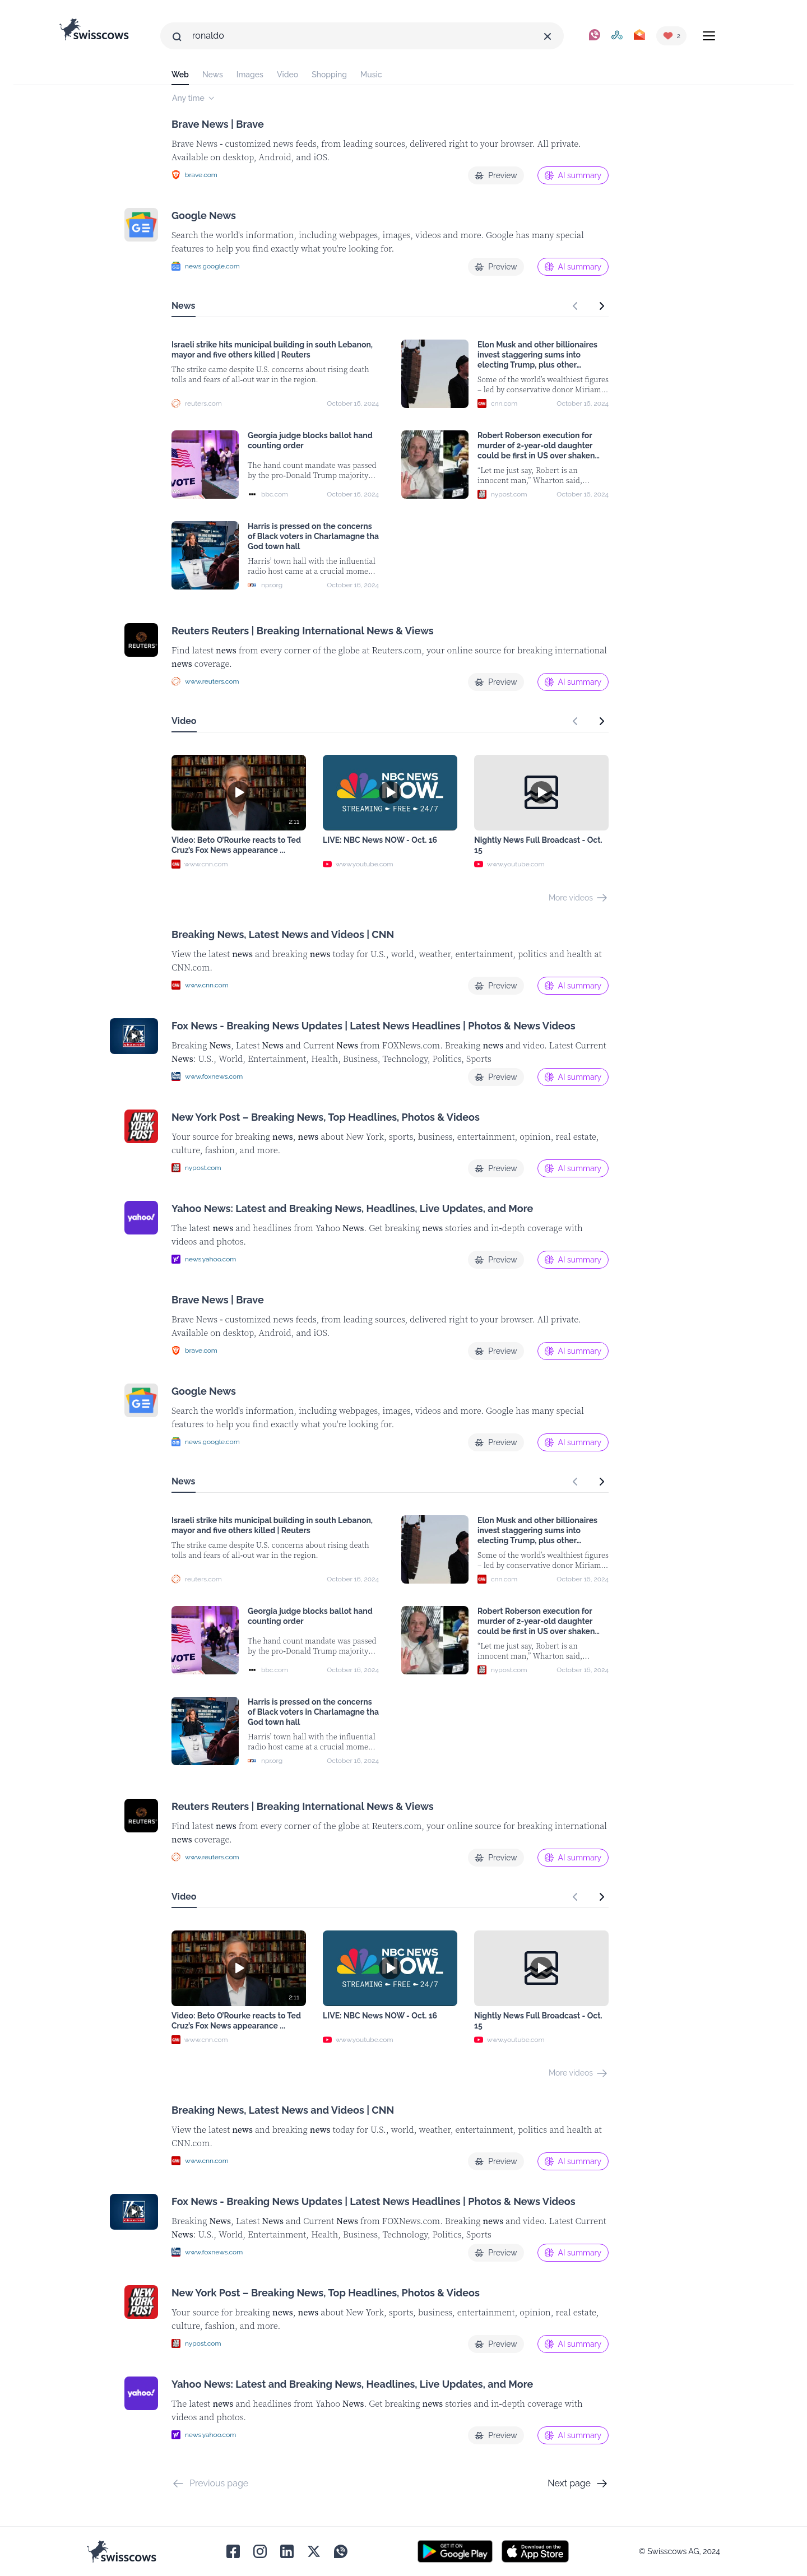 swisscows
ronaldo
2
Web News Images Video Shopping Music
Any time
Brave News | Brave
Brave News - customized news feeds, from leading sources, delivered right to your browser. All private.
Available on desktop, Android, and iOS.
brave.com Preview AI summary
Google News
Search the world's information, including webpages, images, videos and more. Google has many special
features to help you find exactly what you're looking for.
news.google.com Preview AI summary
News
Israeli strike hits municipal building in south Lebanon,
mayor and five others killed | Reuters
The strike came despite U.S. concerns about rising death
tolls and fears of all-out war in the region.
reuters.com October 16, 2024
Elon Musk and other billionaires
invest staggering sums into
electing Trump, plus other...
Some of the world's wealthiest figures
– led by conservative donor Miriam...
cnn.com October 16, 2024
VOTE
Georgia judge blocks ballot hand
counting order
The hand count mandate was passed
by the pro-Donald Trump majority...
bbc.com October 16, 2024
Robert Roberson execution for
murder of 2-year-old daughter
could be first in US over shaken...
"Let me just say, Robert is an
innocent man," Wharton said,...
nypost.com October 16, 2024
Harris is pressed on the concerns
of Black voters in Charlamagne tha
God town hall
Harris' town hall with the influential
radio host came at a crucial mome...
npr.org October 16, 2024
REUTERS
Reuters Reuters | Breaking International News & Views
Find latest news from every corner of the globe at Reuters.com, your online source for breaking international
news coverage.
www.reuters.com Preview AI summary
Video
2:11
NBC NEWS
NOW
STREAMING FREE 24/7
Video: Beto O'Rourke reacts to Ted
Cruz's Fox News appearance ...
www.cnn.com
LIVE: NBC News NOW - Oct. 16
www.youtube.com
Nightly News Full Broadcast - Oct.
15
www.youtube.com
More videos
Breaking News, Latest News and Videos | CNN
View the latest news and breaking news today for U.S., world, weather, entertainment, politics and health at
CNN.com.
www.cnn.com Preview AI summary
Fox News - Breaking News Updates | Latest News Headlines | Photos & News Videos
Breaking News, Latest News and Current News from FOXNews.com. Breaking news and video. Latest Current
News: U.S., World, Entertainment, Health, Business, Technology, Politics, Sports
www.foxnews.com Preview AI summary
NEW YORK POST
New York Post – Breaking News, Top Headlines, Photos & Videos
Your source for breaking news, news about New York, sports, business, entertainment, opinion, real estate,
culture, fashion, and more.
nypost.com Preview AI summary
yahoo!
Yahoo News: Latest and Breaking News, Headlines, Live Updates, and More
The latest news and headlines from Yahoo News. Get breaking news stories and in-depth coverage with
videos and photos.
news.yahoo.com Preview AI summary
Brave News | Brave
Brave News - customized news feeds, from leading sources, delivered right to your browser. All private.
Available on desktop, Android, and iOS.
brave.com Preview AI summary
Google News
Search the world's information, including webpages, images, videos and more. Google has many special
features to help you find exactly what you're looking for.
news.google.com Preview AI summary
News
Israeli strike hits municipal building in south Lebanon,
mayor and five others killed | Reuters
The strike came despite U.S. concerns about rising death
tolls and fears of all-out war in the region.
reuters.com October 16, 2024
Elon Musk and other billionaires
invest staggering sums into
electing Trump, plus other...
Some of the world's wealthiest figures
– led by conservative donor Miriam...
cnn.com October 16, 2024
VOTE
Georgia judge blocks ballot hand
counting order
The hand count mandate was passed
by the pro-Donald Trump majority...
bbc.com October 16, 2024
Robert Roberson execution for
murder of 2-year-old daughter
could be first in US over shaken...
"Let me just say, Robert is an
innocent man," Wharton said,...
nypost.com October 16, 2024
Harris is pressed on the concerns
of Black voters in Charlamagne tha
God town hall
Harris' town hall with the influential
radio host came at a crucial mome...
npr.org October 16, 2024
REUTERS
Reuters Reuters | Breaking International News & Views
Find latest news from every corner of the globe at Reuters.com, your online source for breaking international
news coverage.
www.reuters.com Preview AI summary
Video
2:11
NBC NEWS
NOW
STREAMING FREE 24/7
Video: Beto O'Rourke reacts to Ted
Cruz's Fox News appearance ...
www.cnn.com
LIVE: NBC News NOW - Oct. 16
www.youtube.com
Nightly News Full Broadcast - Oct.
15
www.youtube.com
More videos
Breaking News, Latest News and Videos | CNN
View the latest news and breaking news today for U.S., world, weather, entertainment, politics and health at
CNN.com.
www.cnn.com Preview AI summary
Fox News - Breaking News Updates | Latest News Headlines | Photos & News Videos
Breaking News, Latest News and Current News from FOXNews.com. Breaking news and video. Latest Current
News: U.S., World, Entertainment, Health, Business, Technology, Politics, Sports
www.foxnews.com Preview AI summary
NEW YORK POST
New York Post – Breaking News, Top Headlines, Photos & Videos
Your source for breaking news, news about New York, sports, business, entertainment, opinion, real estate,
culture, fashion, and more.
nypost.com Preview AI summary
yahoo!
Yahoo News: Latest and Breaking News, Headlines, Live Updates, and More
The latest news and headlines from Yahoo News. Get breaking news stories and in-depth coverage with
videos and photos.
news.yahoo.com Preview AI summary
Previous page Next page
swisscows
GET IT ON
Google Play
Download on the
App Store
© Swisscows AG, 2024